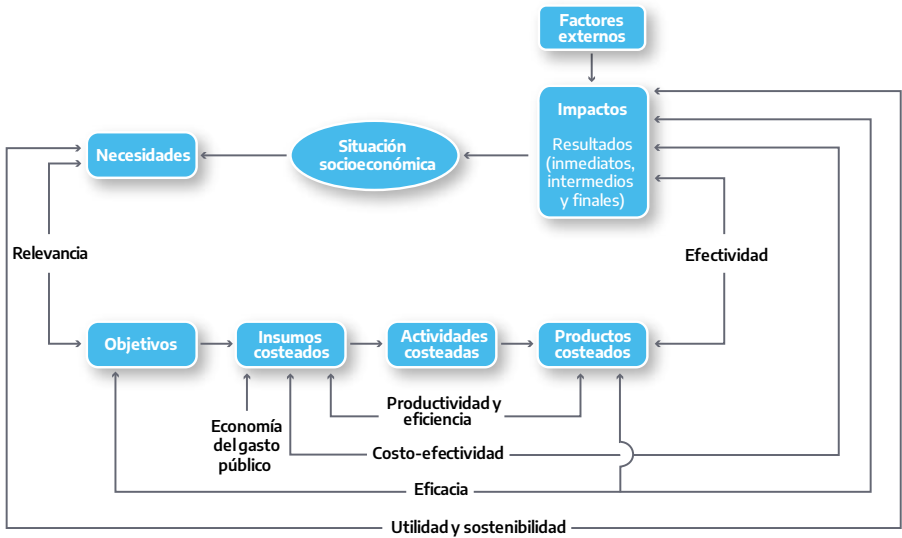 Factores
externos
Impactos
Resultados
(inmediatos,
intermedios
y finales)
Situación
socioeconómica
Necesidades
Relevancia
Efectividad
Objetivos
Insumos
costeados
Actividades
costeadas
Productos
costeados
Productividad y
eficiencia
Economía
del gasto
público
Costo-efectividad
Eficacia
Utilidad y sostenibilidad